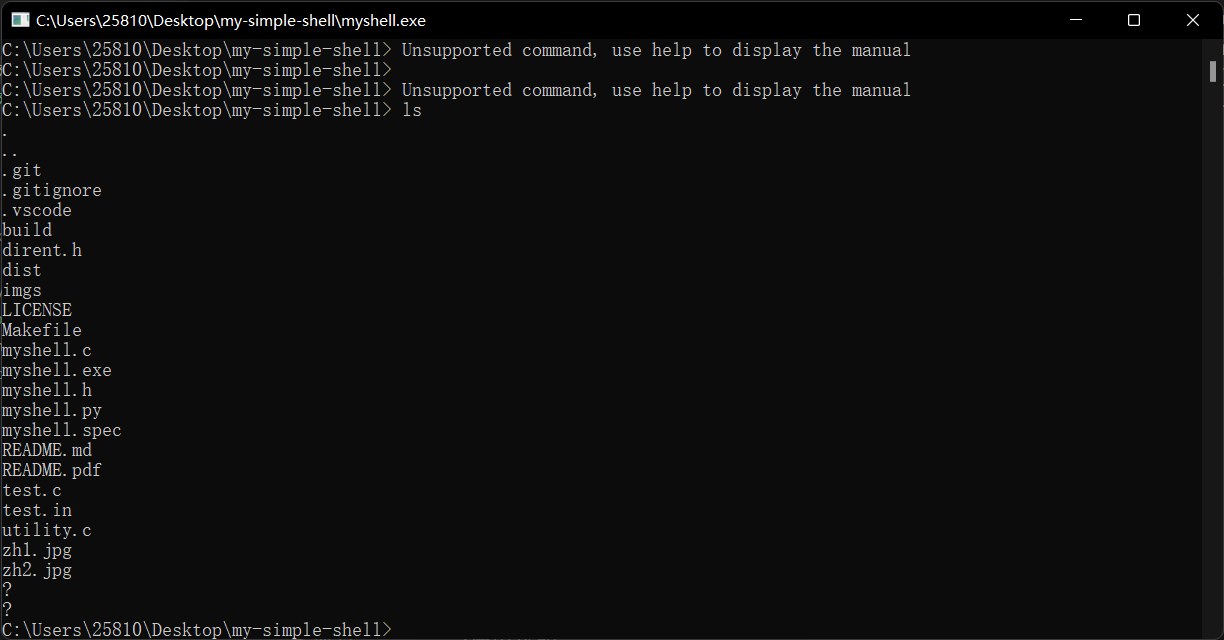 C:\Users\25810\Desktop\my-simple-shell\myshell.exe
C:\Users\25810\Desktop\my-simple-shell> Unsupported command, use help to display the manual
C:\Users\25810\Desktop\my-simple-shell>
C:\Users\25810\Desktop\my-simple-shell> Unsupported command, use help to display the manual
C:\Users\25810\Desktop\my-simple-shell> ls
.
..
.git
.gitignore
.vscode
build
dirent.h
dist
imgs
LICENSE
Makefile
myshell.c
myshell.exe
myshell.h
myshell.py
myshell.spec
README.md
README.pdf
test.c
test.in
utility.c
zh1.jpg
zh2.jpg
?
?
C:\Users\25810\Desktop\my-simple-shell>